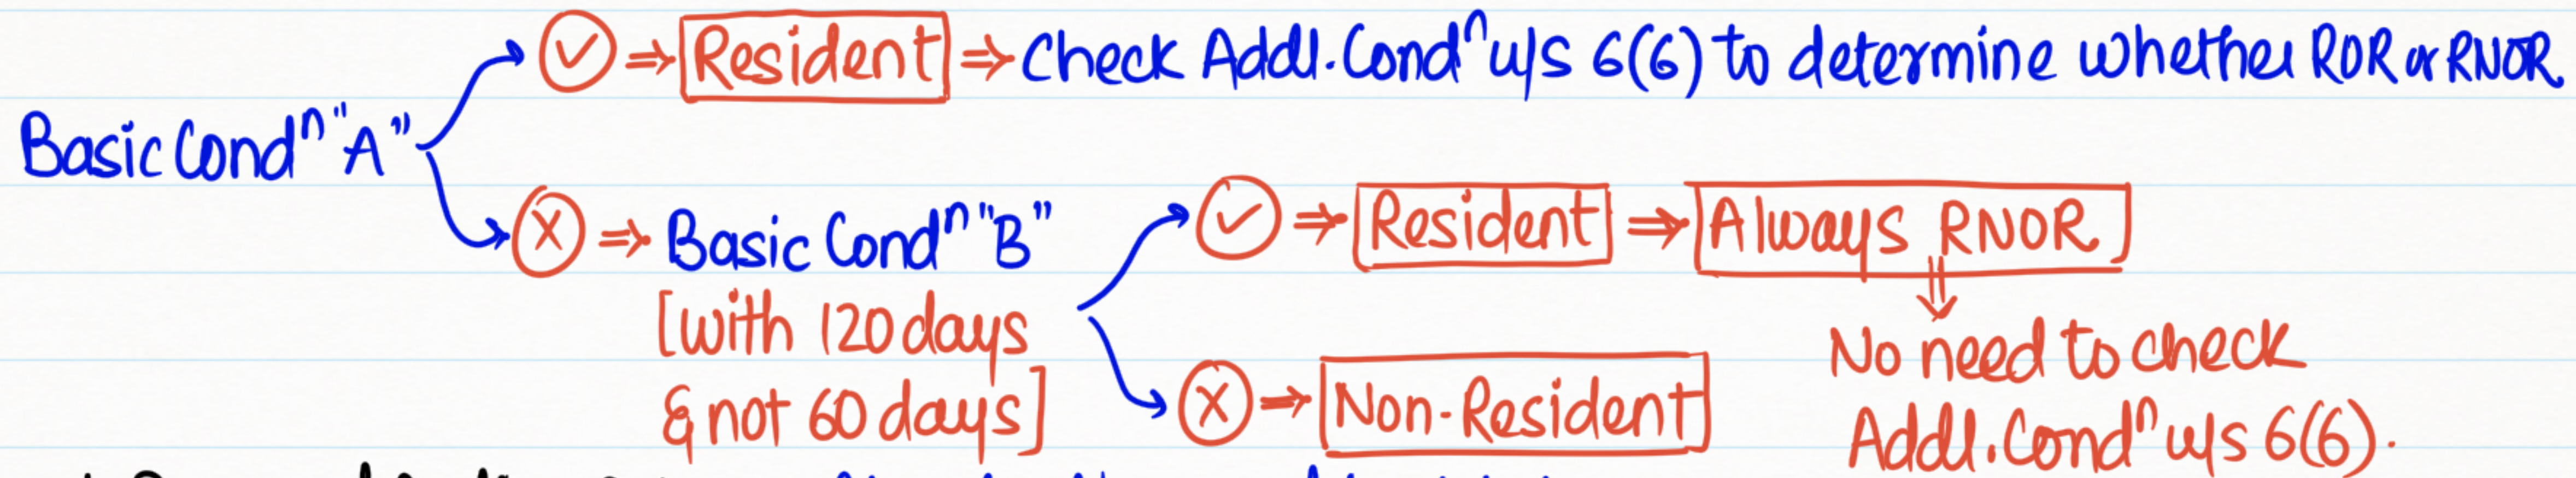 ✓ ⇒ Resident ⇒ Check Addl. Condⁿ u/s 6(6) to determine whether ROR or RNOR
Basic Condⁿ "A"
X ⇒ Basic Condⁿ "B"
[with 120 days
& not 60 days]
✓ ⇒ Resident ⇒ Always RNOR
No need to check
Addl. Condⁿ u/s 6(6).
X ⇒ Non-Resident